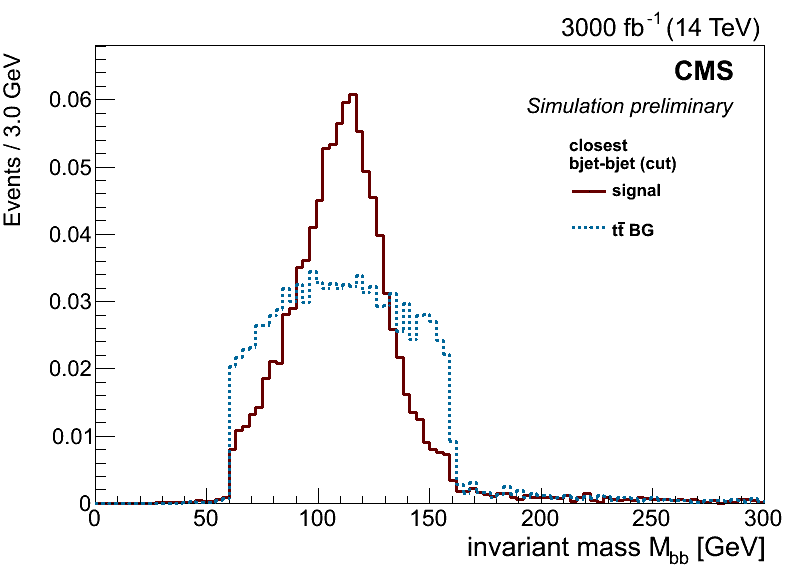 3000 fb-1 (14 TeV)
CMS
Simulation preliminary
closest
bjet-bjet (cut)
signal
tt̄ BG
Events / 3.0 GeV
0.06
0.05
0.04
0.03
0.02
0.01
0
0 50 100 150 200 250 300
invariant mass Mbb [GeV]